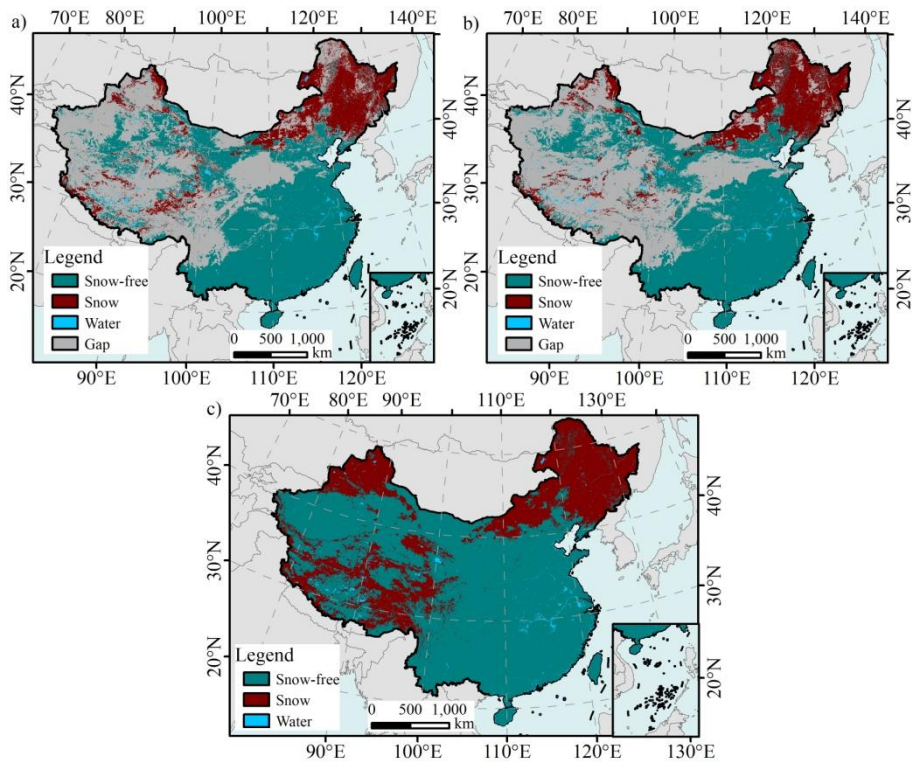 a)
70°E 80°E 100°E 120°E 140°E
40°N
30°N
20°N
40°N
30°N
20°N
Legend
Snow-free
Snow
Water
Gap
0 500 1,000
km
90°E 100°E 110°E 120°E
b)
70°E 80°E 100°E 120°E 140°E
40°N
30°N
20°N
40°N
30°N
20°N
Legend
Snow-free
Snow
Water
Gap
0 500 1,000
km
90°E 100°E 110°E 120°E
c)
70°E 80°E 90°E 110°E 130°E
40°N
30°N
20°N
40°N
30°N
20°N
Legend
Snow-free
Snow
Water
0 500 1,000
km
90°E 100°E 110°E 120°E 130°E